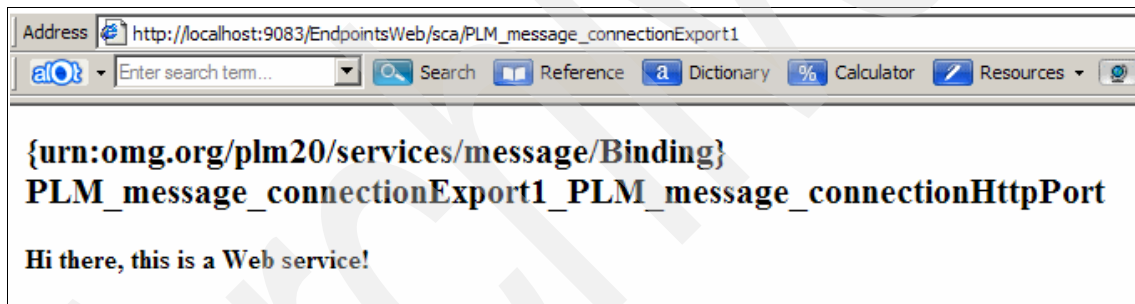 Address http://localhost:9083/EndpointsWeb/sca/PLM_message_connectionExport1
Enter search term... Search Reference a Dictionary % Calculator Resources
{urn:omg.org/plm20/services/message/Binding}
PLM_message_connectionExport1_PLM_message_connectionHttpPort
Hi there, this is a Web service!